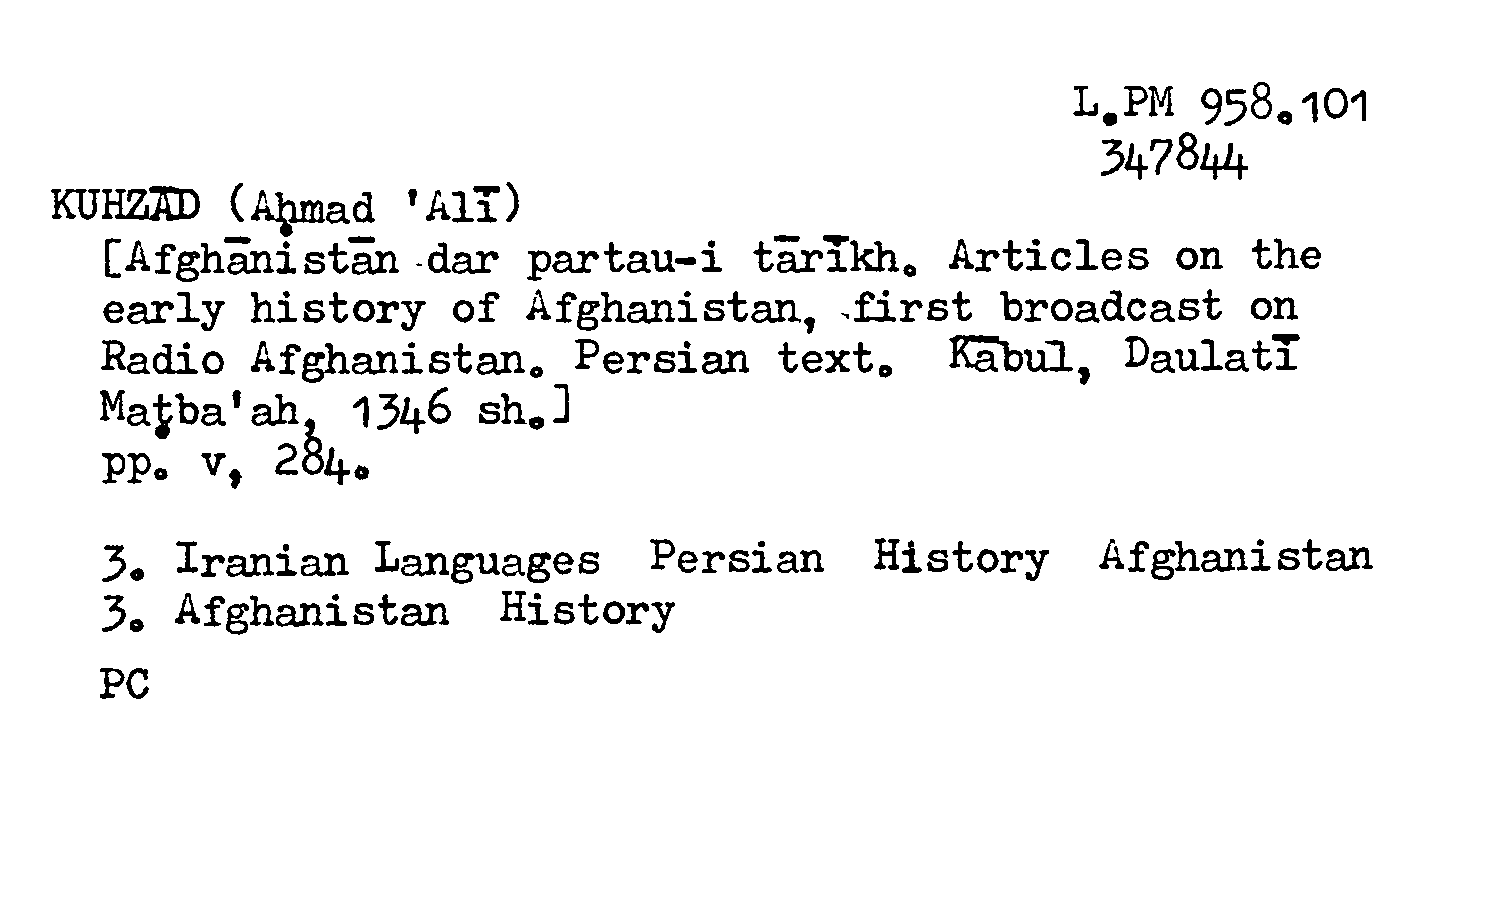 L.PM 958.101
347844
KUHZĀD (Aḥmad 'Alī)
[Afghānistān dar partau-i tārīkh. Articles on the
early history of Afghanistan, first broadcast on
Radio Afghanistan. Persian text. Kābul, Daulatī
Maṭba'ah, 1346 sh.]
pp. v, 284.
3. Iranian Languages Persian History Afghanistan
3. Afghanistan History
PC